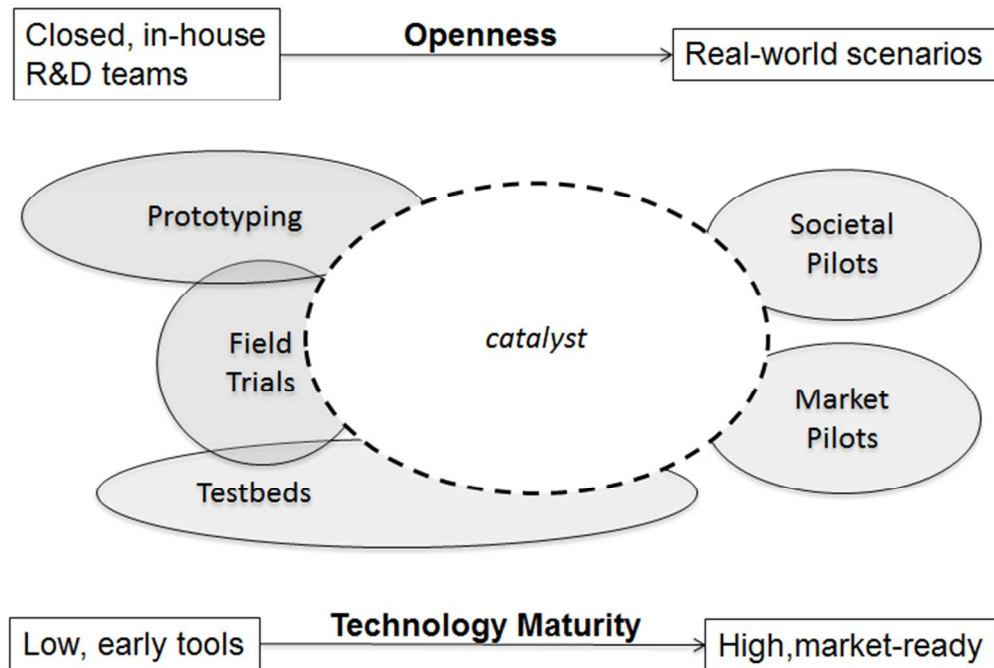 Closed, in-house
R&D teams
Openness
Real-world scenarios
Prototyping
Societal
Pilots
Field
Trials
catalyst
Market
Pilots
Testbeds
Low, early tools
Technology Maturity
High,market-ready